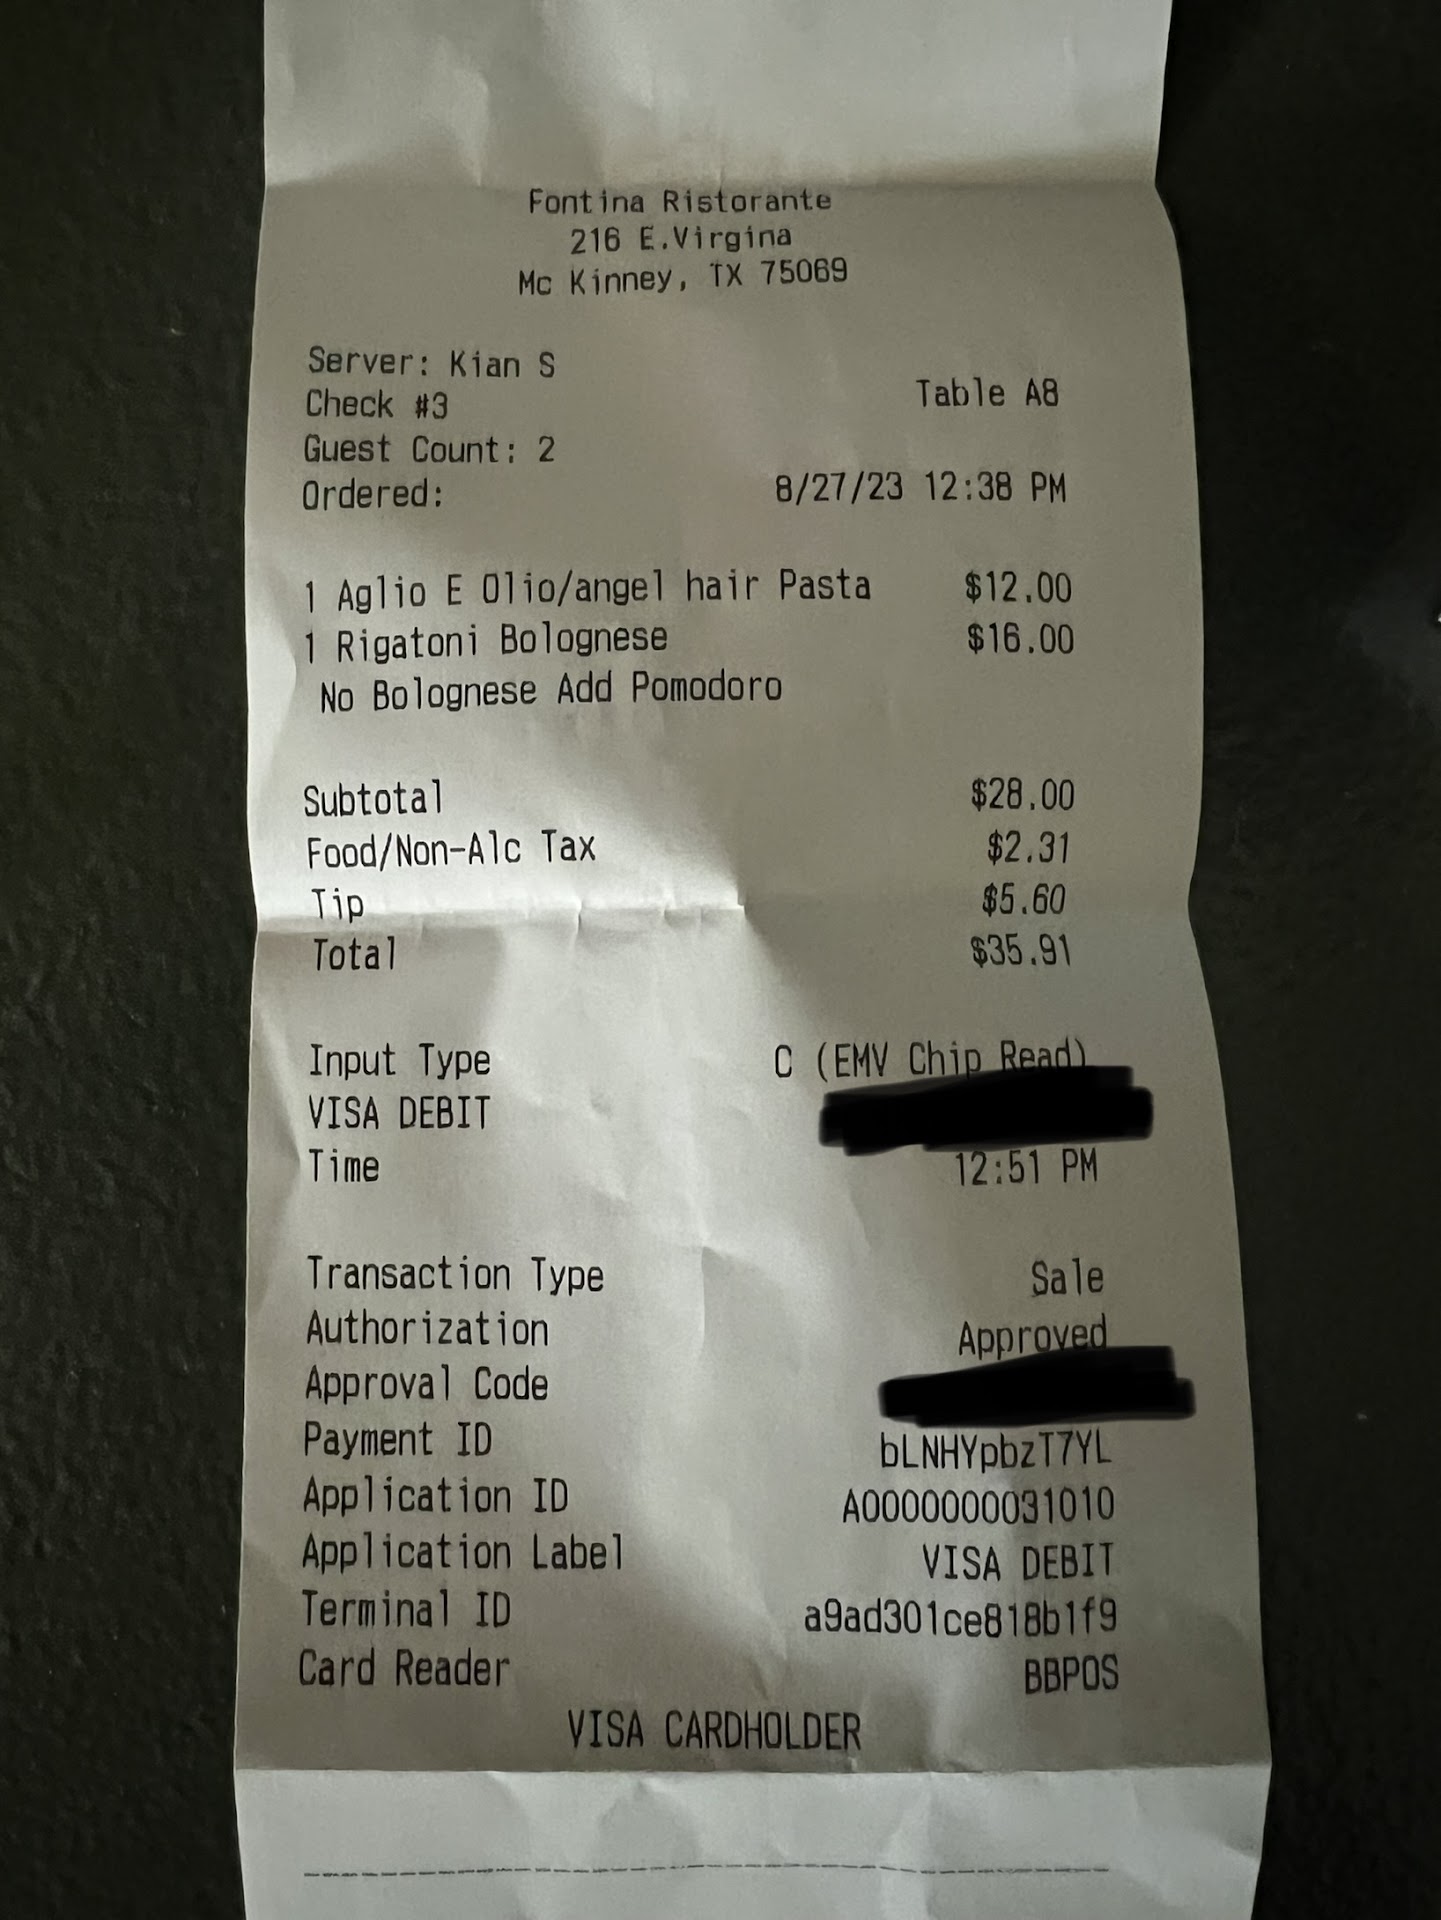 Fontina Ristorante
216 E.Virgina
Mc Kinney, TX 75069
Server: Kian S
Check #3 Table A8
Guest Count: 2
Ordered: 8/27/23 12:38 PM
1 Aglio E Olio/angel hair Pasta $12.00
1 Rigatoni Bolognese $16.00
No Bolognese Add Pomodoro
Subtotal $28.00
Food/Non-Alc Tax $2.31
Tip $5.60
Total $35.91
Input Type C (EMV Chip Read)
VISA DEBIT
Time 12:51 PM
Transaction Type Sale
Authorization Approved
Approval Code
Payment ID bLNHYpbzT7YL
Application ID A0000000031010
Application Label VISA DEBIT
Terminal ID a9ad301ce818b1f9
Card Reader BBPOS
VISA CARDHOLDER